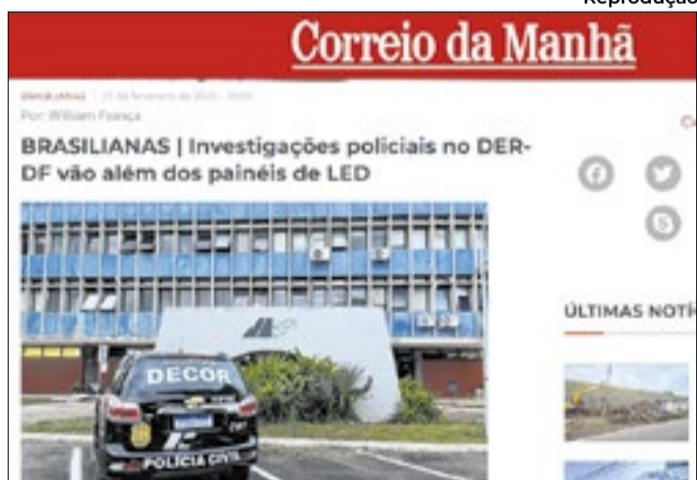 Reprodução
Correio da Manhã
Por: William França
BRASILIANAS | Investigações policiais no DER-
DF vão além dos painéis de LED
ÚLTIMAS NOTÍ
DECOR
POLÍCIA CIVIL